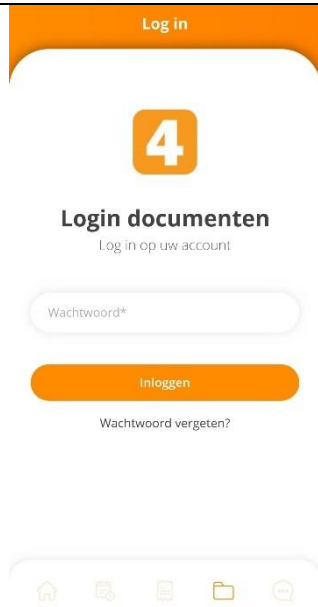 Log in
4
Login documenten
Log in op uw account
Wachtwoord*
Inloggen
Wachtwoord vergeten?